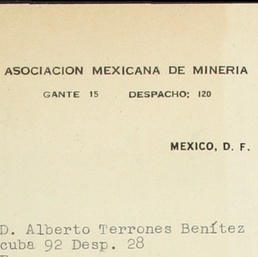 ASOCIACION MEXICANA DE MINERIA
GANTE 15 DESPACHO; 120
MEXICO, D. F.
D. Alberto Terrones Benítez
cuba 92 Desp. 28